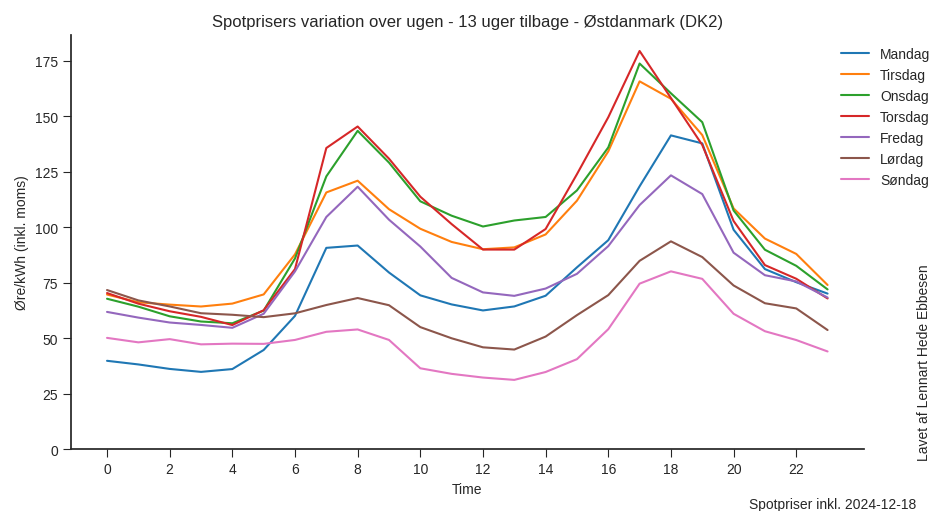 Spotprisers variation over ugen - 13 uger tilbage - Østdanmark (DK2)
Øre/kWh (inkl. moms)
175
150
125
100
75
50
25
0
0 2 4 6 8 10 12 14 16 18 20 22
Time
Mandag
Tirsdag
Onsdag
Torsdag
Fredag
Lørdag
Søndag
Lavet af Lennart Hede Ebbesen
Spotpriser inkl. 2024-12-18